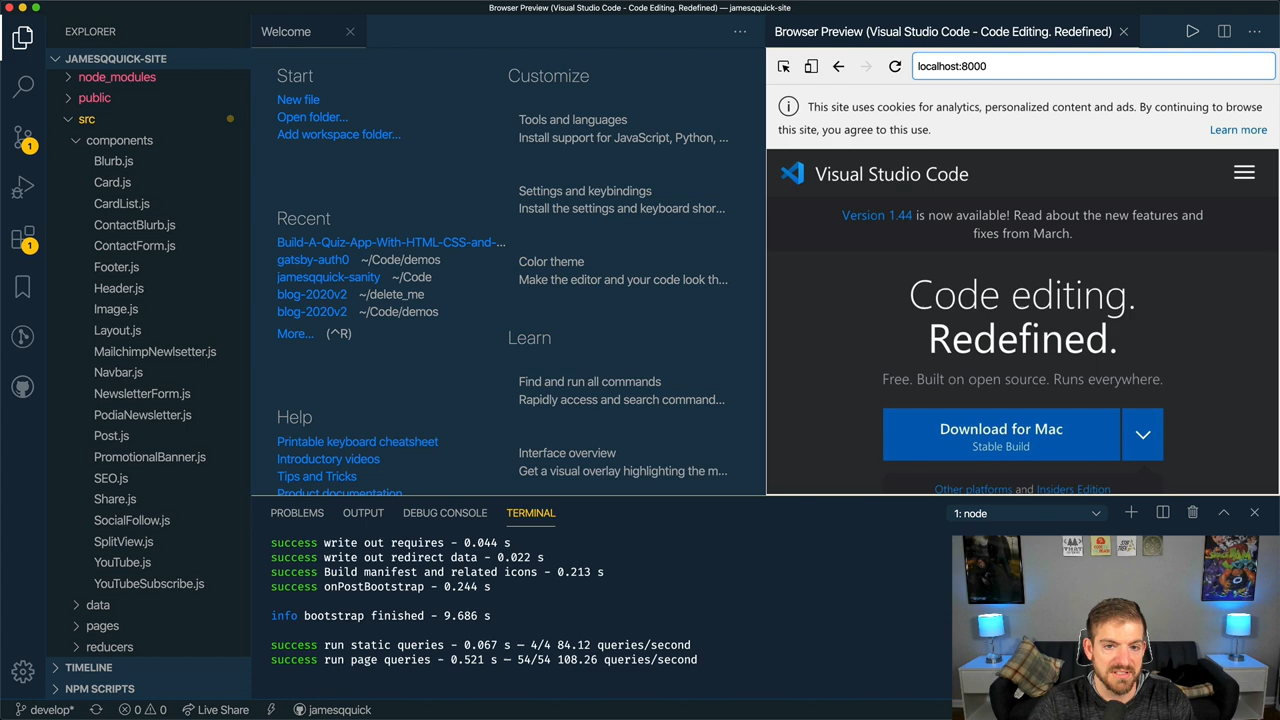 Browser Preview (Visual Studio Code - Code Editing. Redefined) — jamesqquick-site
EXPLORER
JAMESQQUICK-SITE
node_modules
public
src
components
Blurb.js
Card.js
CardList.js
ContactBlurb.js
ContactForm.js
Footer.js
Header.js
Image.js
Layout.js
MailchimpNewlsetter.js
Navbar.js
NewsletterForm.js
PodiaNewsletter.js
Post.js
PromotionalBanner.js
SEO.js
Share.js
SocialFollow.js
SplitView.js
YouTube.js
YouTubeSubscribe.js
data
pages
reducers
TIMELINE
NPM SCRIPTS
1
1
Welcome
Start
New file
Open folder...
Add workspace folder...
Recent
Build-A-Quiz-App-With-HTML-CSS-and-...
gatsby-auth0 ~/Code/demos
jamesqquick-sanity ~/Code
blog-2020v2 ~/delete_me
blog-2020v2 ~/Code/demos
More... (^R)
Help
Printable keyboard cheatsheet
Introductory videos
Tips and Tricks
Product documentation
Customize
Tools and languages
Install support for JavaScript, Python, ...
Settings and keybindings
Install the settings and keyboard shor...
Color theme
Make the editor and your code look th...
Learn
Find and run all commands
Rapidly access and search command...
Interface overview
Get a visual overlay highlighting the m...
Browser Preview (Visual Studio Code - Code Editing. Redefined)
localhost:8000
This site uses cookies for analytics, personalized content and ads. By continuing to browse
this site, you agree to this use.
Learn more
Visual Studio Code
Version 1.44 is now available! Read about the new features and
fixes from March.
Code editing.
Redefined.
Free. Built on open source. Runs everywhere.
Download for Mac
Stable Build
Other platforms and Insiders Edition
PROBLEMS
OUTPUT
DEBUG CONSOLE
TERMINAL
1: node
success write out requires - 0.044 s
success write out redirect data - 0.022 s
success Build manifest and related icons - 0.213 s
success onPostBootstrap - 0.244 s
info bootstrap finished - 9.686 s
success run static queries - 0.067 s — 4/4 84.12 queries/second
success run page queries - 0.521 s — 54/54 108.26 queries/second
develop*
0
0
Live Share
jamesqquick